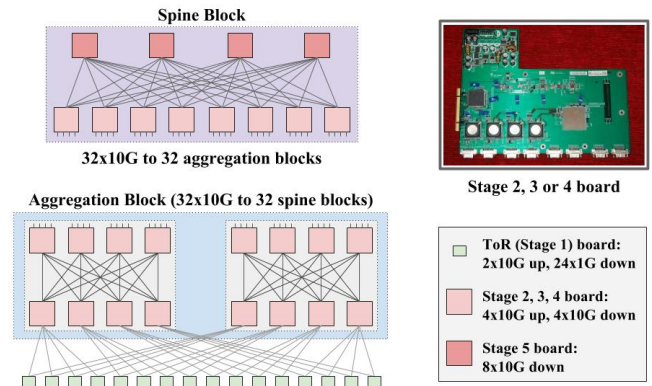 Spine Block
32x10G to 32 aggregation blocks
Stage 2, 3 or 4 board
Aggregation Block (32x10G to 32 spine blocks)
ToR (Stage 1) board:
2x10G up, 24x1G down
Stage 2, 3, 4 board:
4x10G up, 4x10G down
Stage 5 board:
8x10G down